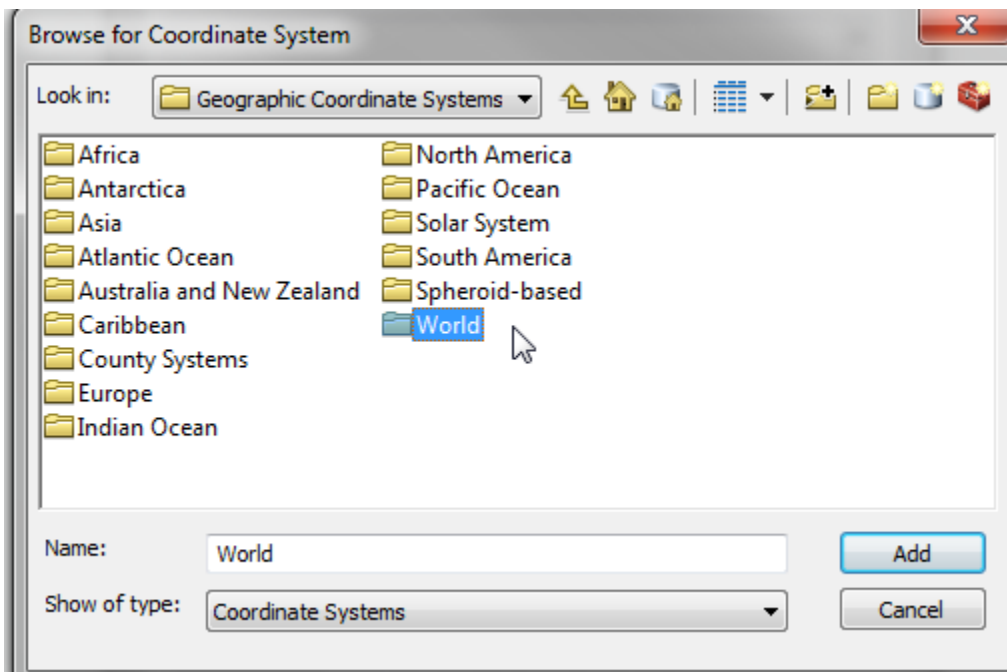 Browse for Coordinate System
Look in: Geographic Coordinate Systems
Africa
Antarctica
Asia
Atlantic Ocean
Australia and New Zealand
Caribbean
County Systems
Europe
Indian Ocean
North America
Pacific Ocean
Solar System
South America
Spheroid-based
World
Name: World Add
Show of type: Coordinate Systems Cancel